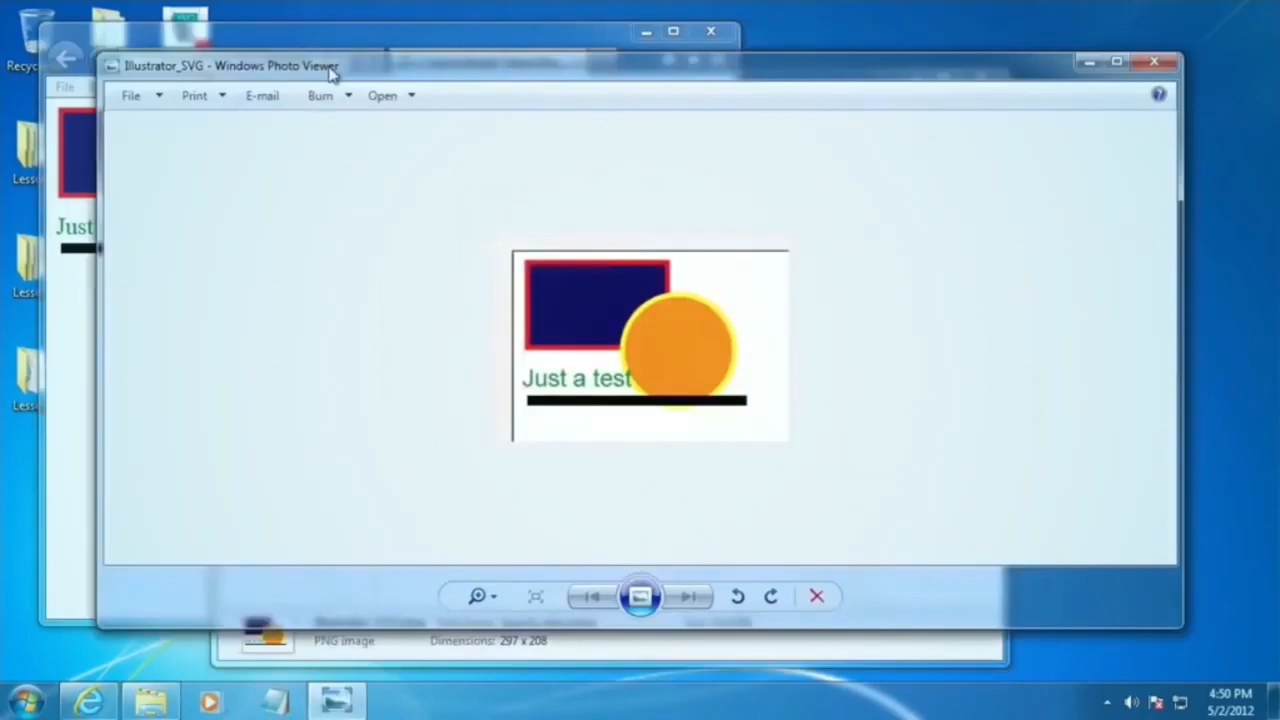 Recyc
Illustrator_SVG - Windows Photo Viewer
File
File Print E-mail Burn Open
Less
Just
Just a test
Less
Less
PNG image Dimensions: 297 x 208
4:50 PM
5/2/2012